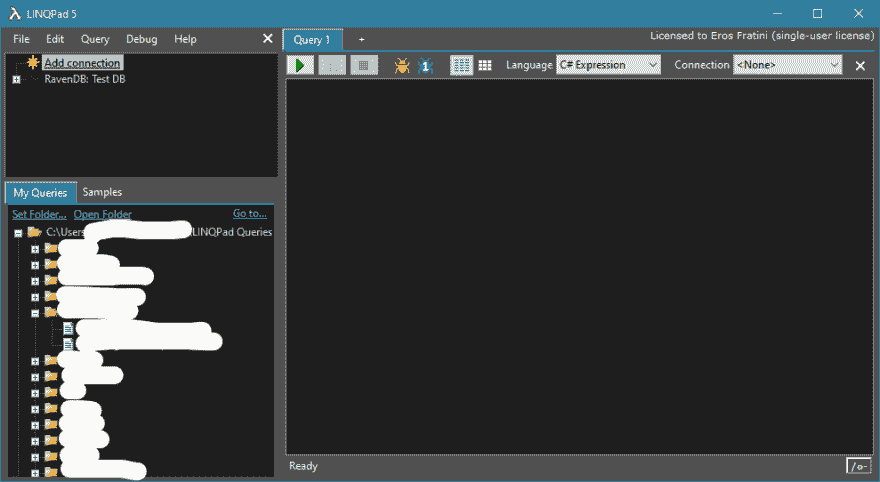 LINQPad 5
File Edit Query Debug Help
Add connection
RavenDB: Test DB
My Queries Samples
Set Folder... Open Folder Go to...
C:\Users LINQPad Queries
Query 1 +
Licensed to Eros Fratini (single-user license)
1 Language C# Expression Connection <None>
Ready
/o-